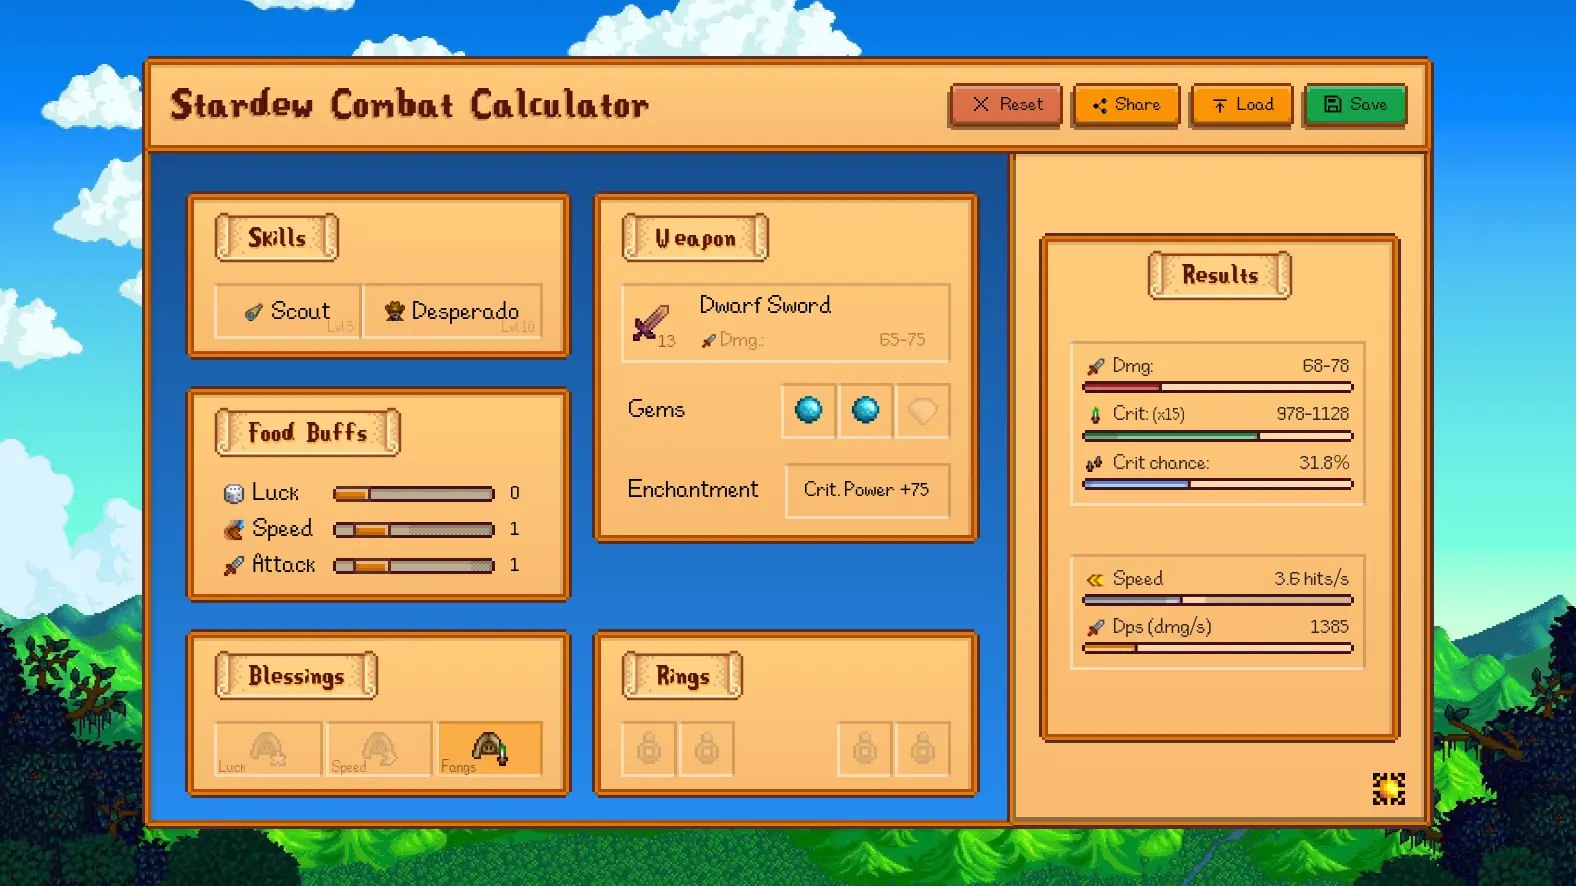 Stardew Combat Calculator
Reset
Share
Load
Save
Skills
Scout
Lvl 5
Desperado
Lvl 10
Food Buffs
Luck 0
Speed 1
Attack 1
Blessings
Luck
Speed
Fangs
Weapon
13
Dwarf Sword
Dmg.: 65-75
Gems
Enchantment
Crit. Power +75
Rings
Results
Dmg: 68-78
Crit: (x15) 978-1128
Crit chance: 31.8%
Speed 3.6 hits/s
Dps (dmg/s) 1385